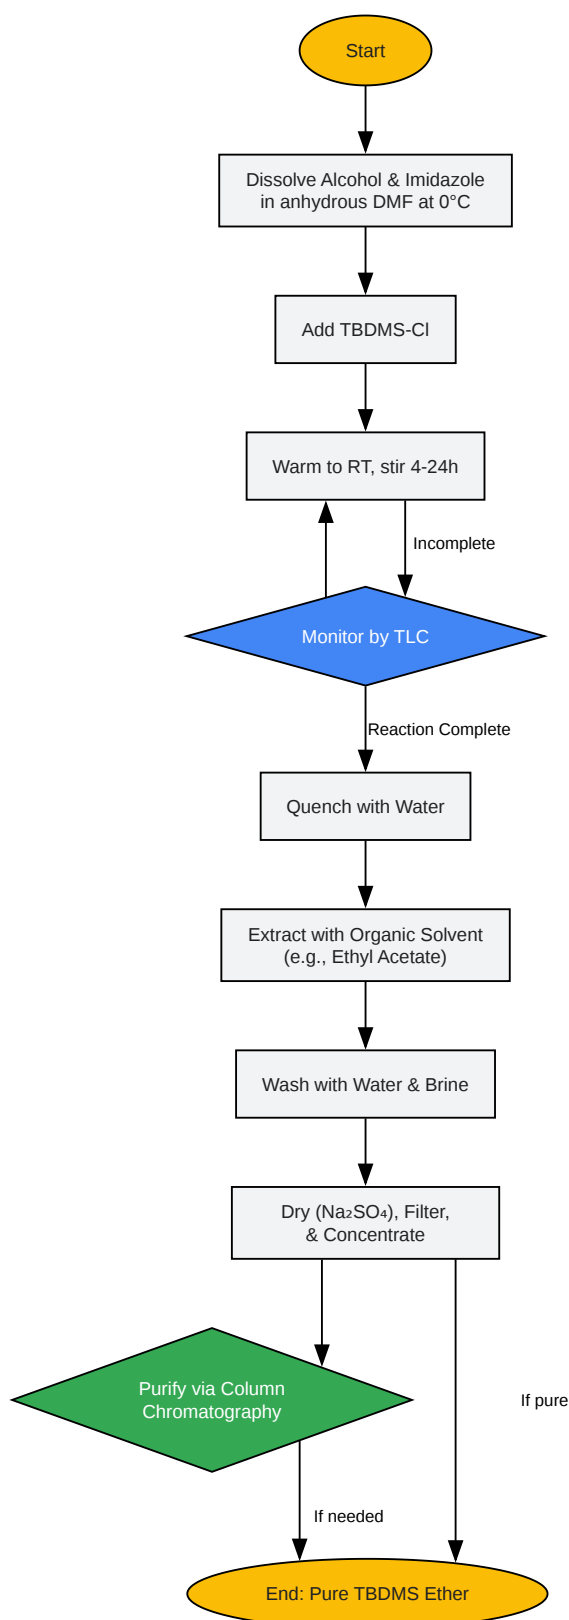 Start
Dissolve Alcohol & Imidazole
in anhydrous DMF at 0°C
Add TBDMS-Cl
Warm to RT, stir 4-24h
Incomplete
Monitor by TLC
Reaction Complete
Quench with Water
Extract with Organic Solvent
(e.g., Ethyl Acetate)
Wash with Water & Brine
Dry (Na₂SO₄), Filter,
& Concentrate
Purify via Column
Chromatography
If pure
If needed
End: Pure TBDMS Ether